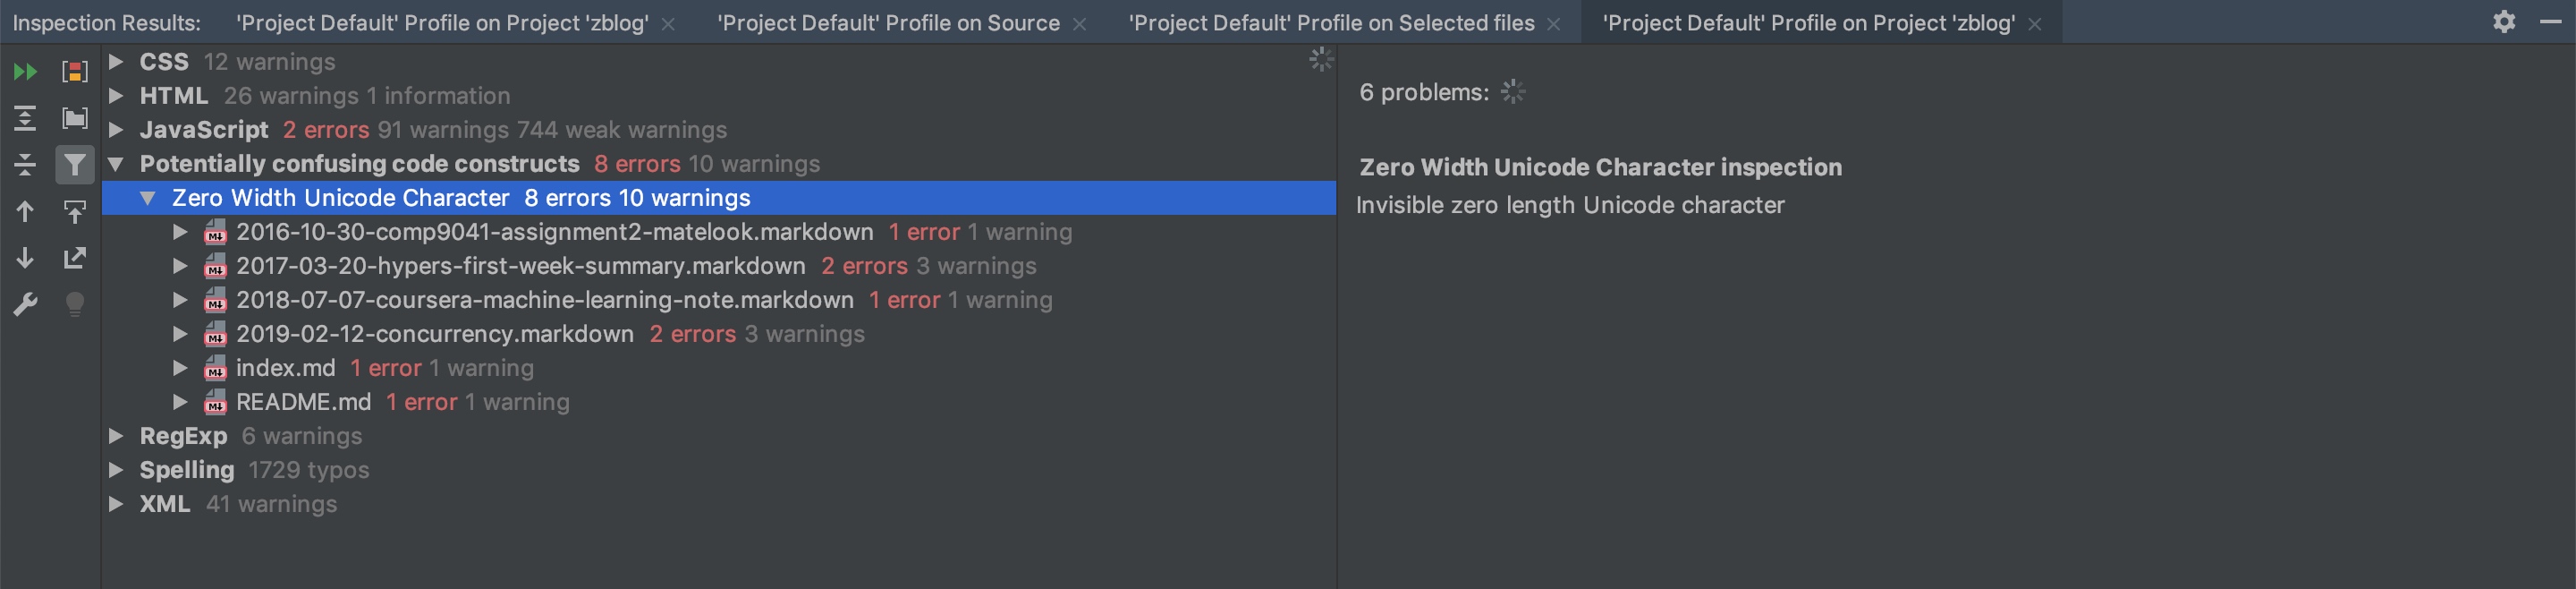 Inspection Results: 'Project Default' Profile on Project 'zblog' 'Project Default' Profile on Source 'Project Default' Profile on Selected files 'Project Default' Profile on Project 'zblog'
CSS 12 warnings
HTML 26 warnings 1 information
JavaScript 2 errors 91 warnings 744 weak warnings
Potentially confusing code constructs 8 errors 10 warnings
Zero Width Unicode Character 8 errors 10 warnings
2016-10-30-comp9041-assignment2-matelook.markdown 1 error 1 warning
2017-03-20-hypers-first-week-summary.markdown 2 errors 3 warnings
2018-07-07-coursera-machine-learning-note.markdown 1 error 1 warning
2019-02-12-concurrency.markdown 2 errors 3 warnings
index.md 1 error 1 warning
README.md 1 error 1 warning
RegExp 6 warnings
Spelling 1729 typos
XML 41 warnings
6 problems:
Zero Width Unicode Character inspection
Invisible zero length Unicode character